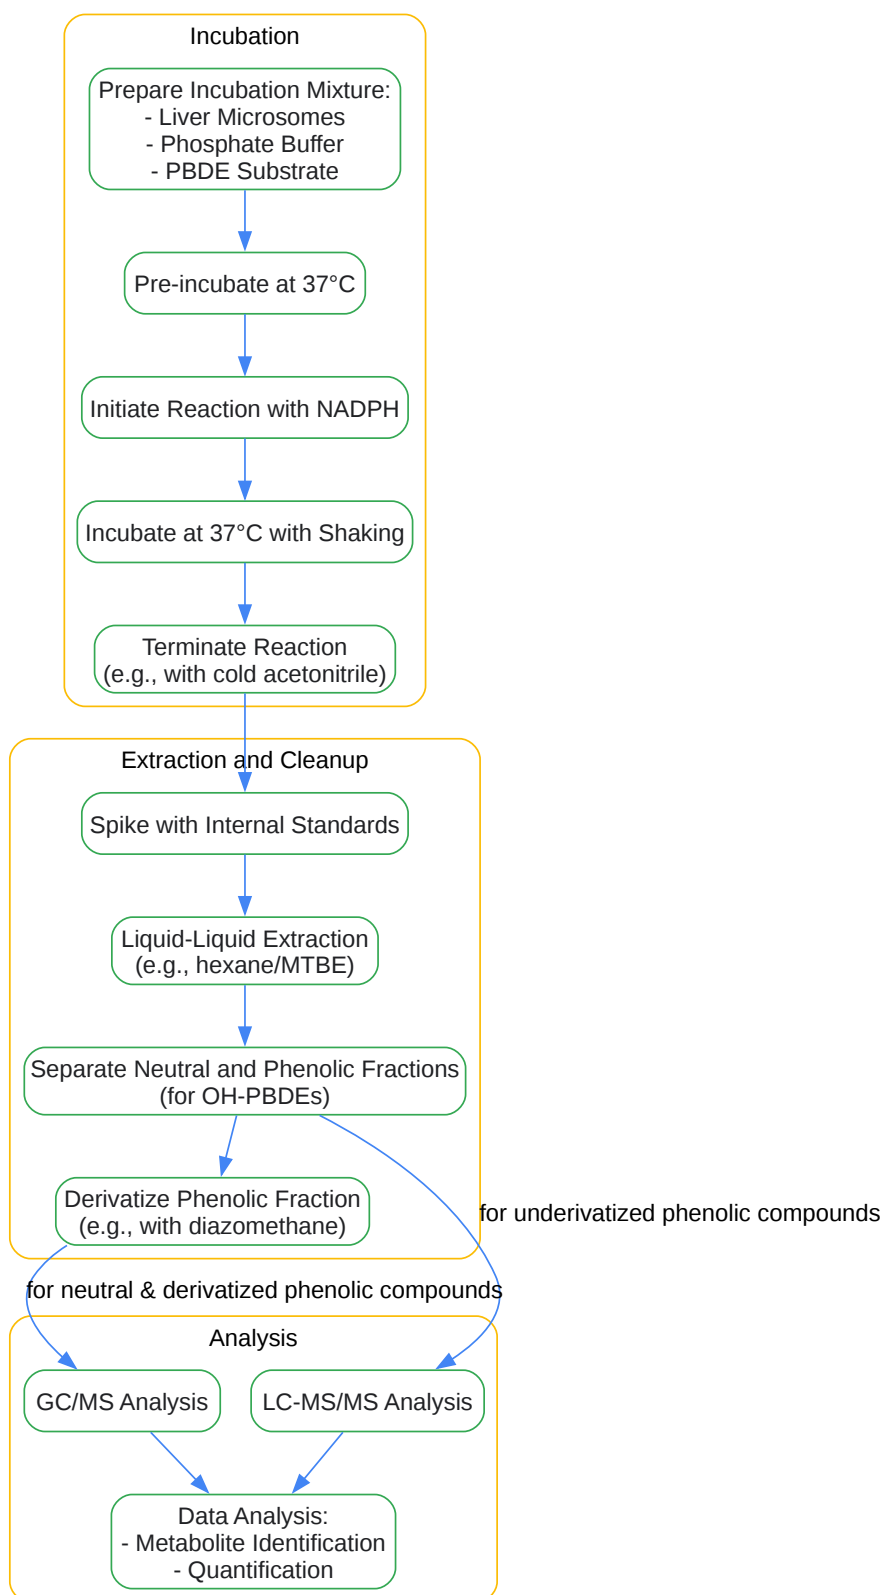 Incubation
Prepare Incubation Mixture:
- Liver Microsomes
- Phosphate Buffer
- PBDE Substrate
Pre-incubate at 37°C
Initiate Reaction with NADPH
Incubate at 37°C with Shaking
Terminate Reaction
(e.g., with cold acetonitrile)
Extraction and Cleanup
Spike with Internal Standards
Liquid-Liquid Extraction
(e.g., hexane/MTBE)
Separate Neutral and Phenolic Fractions
(for OH-PBDEs)
Derivatize Phenolic Fraction
(e.g., with diazomethane)
for underivatized phenolic compounds
for neutral & derivatized phenolic compounds
Analysis
GC/MS Analysis
LC-MS/MS Analysis
Data Analysis:
- Metabolite Identification
- Quantification